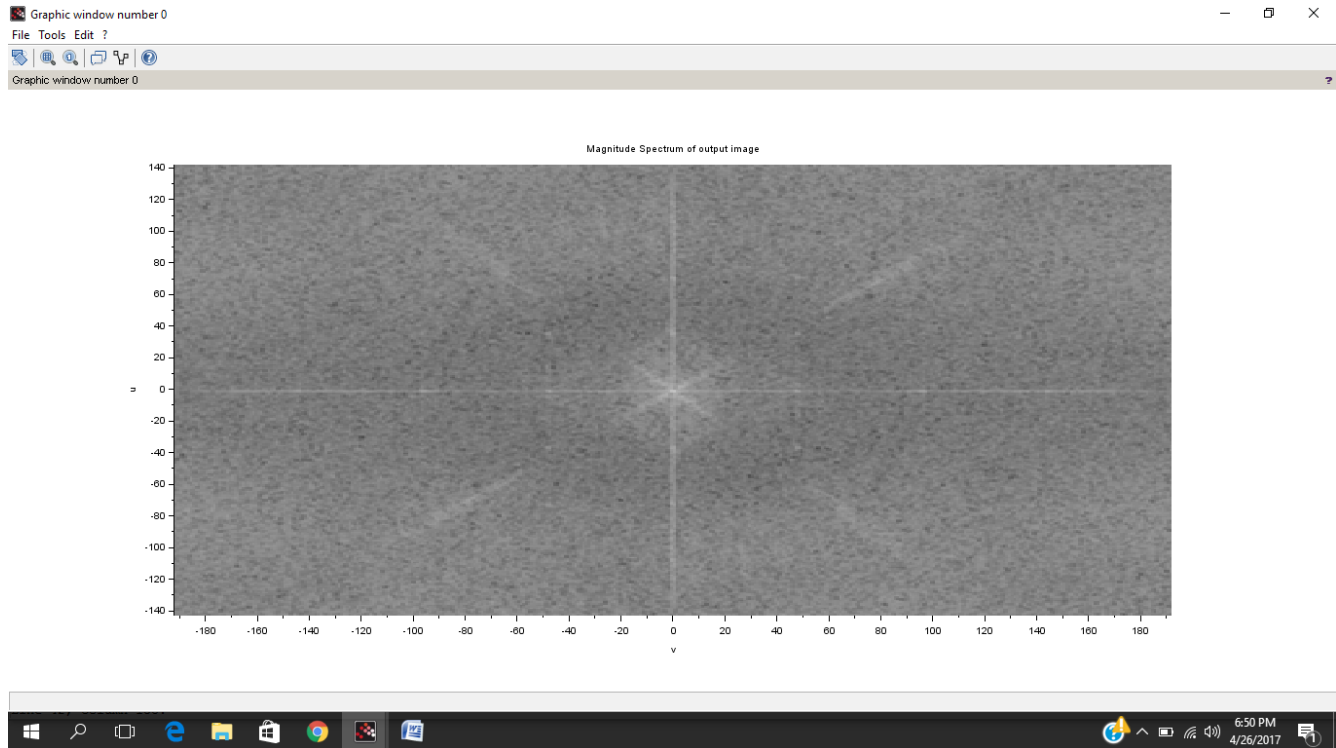 Graphic window number 0
File Tools Edit ?
Graphic window number 0 ?
Magnitude Spectrum of output image
140
120
100
80
60
40
20
0
-20
-40
-60
-80
-100
-120
-140
u
-180 -160 -140 -120 -100 -80 -60 -40 -20 0 20 40 60 80 100 120 140 160 180
v
6:50 PM
4/26/2017
1